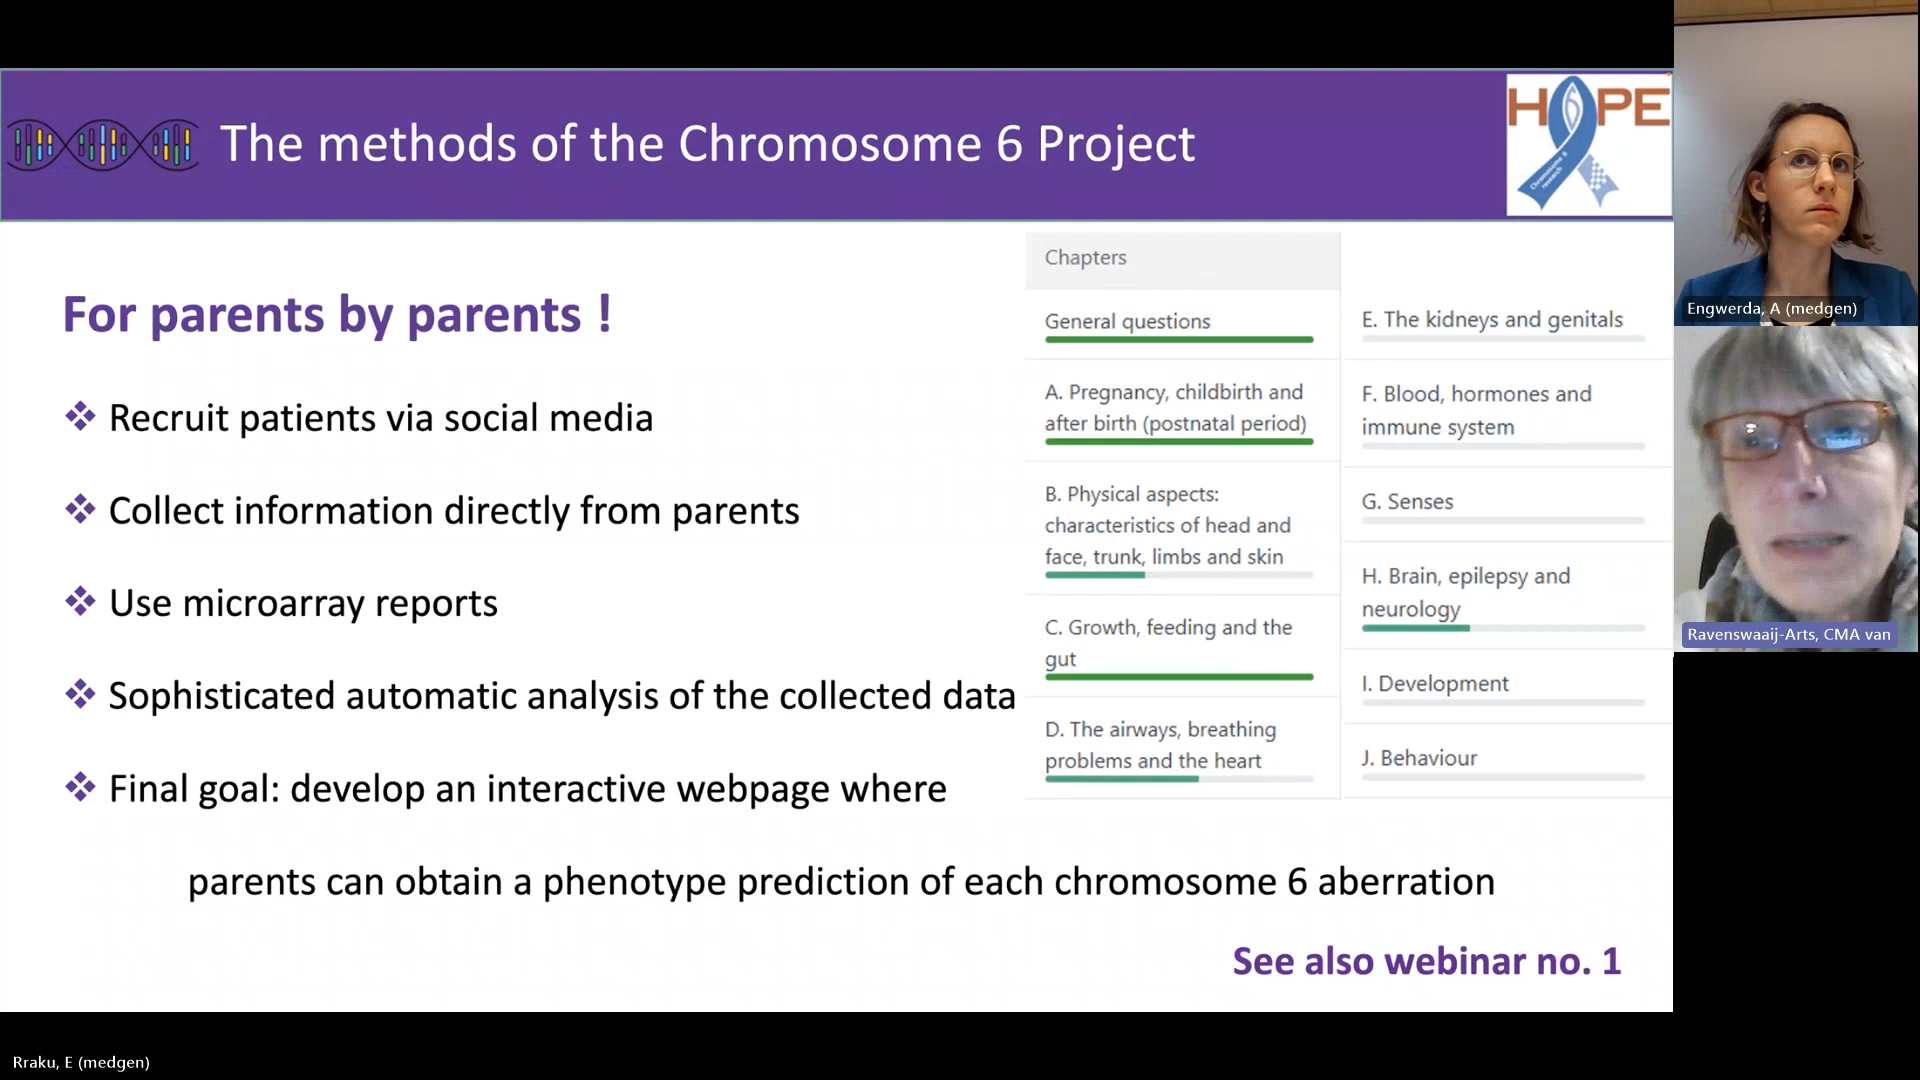 The methods of the Chromosome 6 Project
HOPE
6
Chromosome 6
research
For parents by parents !
Recruit patients via social media
Collect information directly from parents
Use microarray reports
Sophisticated automatic analysis of the collected data
Final goal: develop an interactive webpage where
parents can obtain a phenotype prediction of each chromosome 6 aberration
See also webinar no. 1
Chapters
General questions
A. Pregnancy, childbirth and
after birth (postnatal period)
B. Physical aspects:
characteristics of head and
face, trunk, limbs and skin
C. Growth, feeding and the
gut
D. The airways, breathing
problems and the heart
E. The kidneys and genitals
F. Blood, hormones and
immune system
G. Senses
H. Brain, epilepsy and
neurology
I. Development
J. Behaviour
Engwerda, A (medgen)
Ravenswaaij-Arts, CMA van
Rraku, E (medgen)